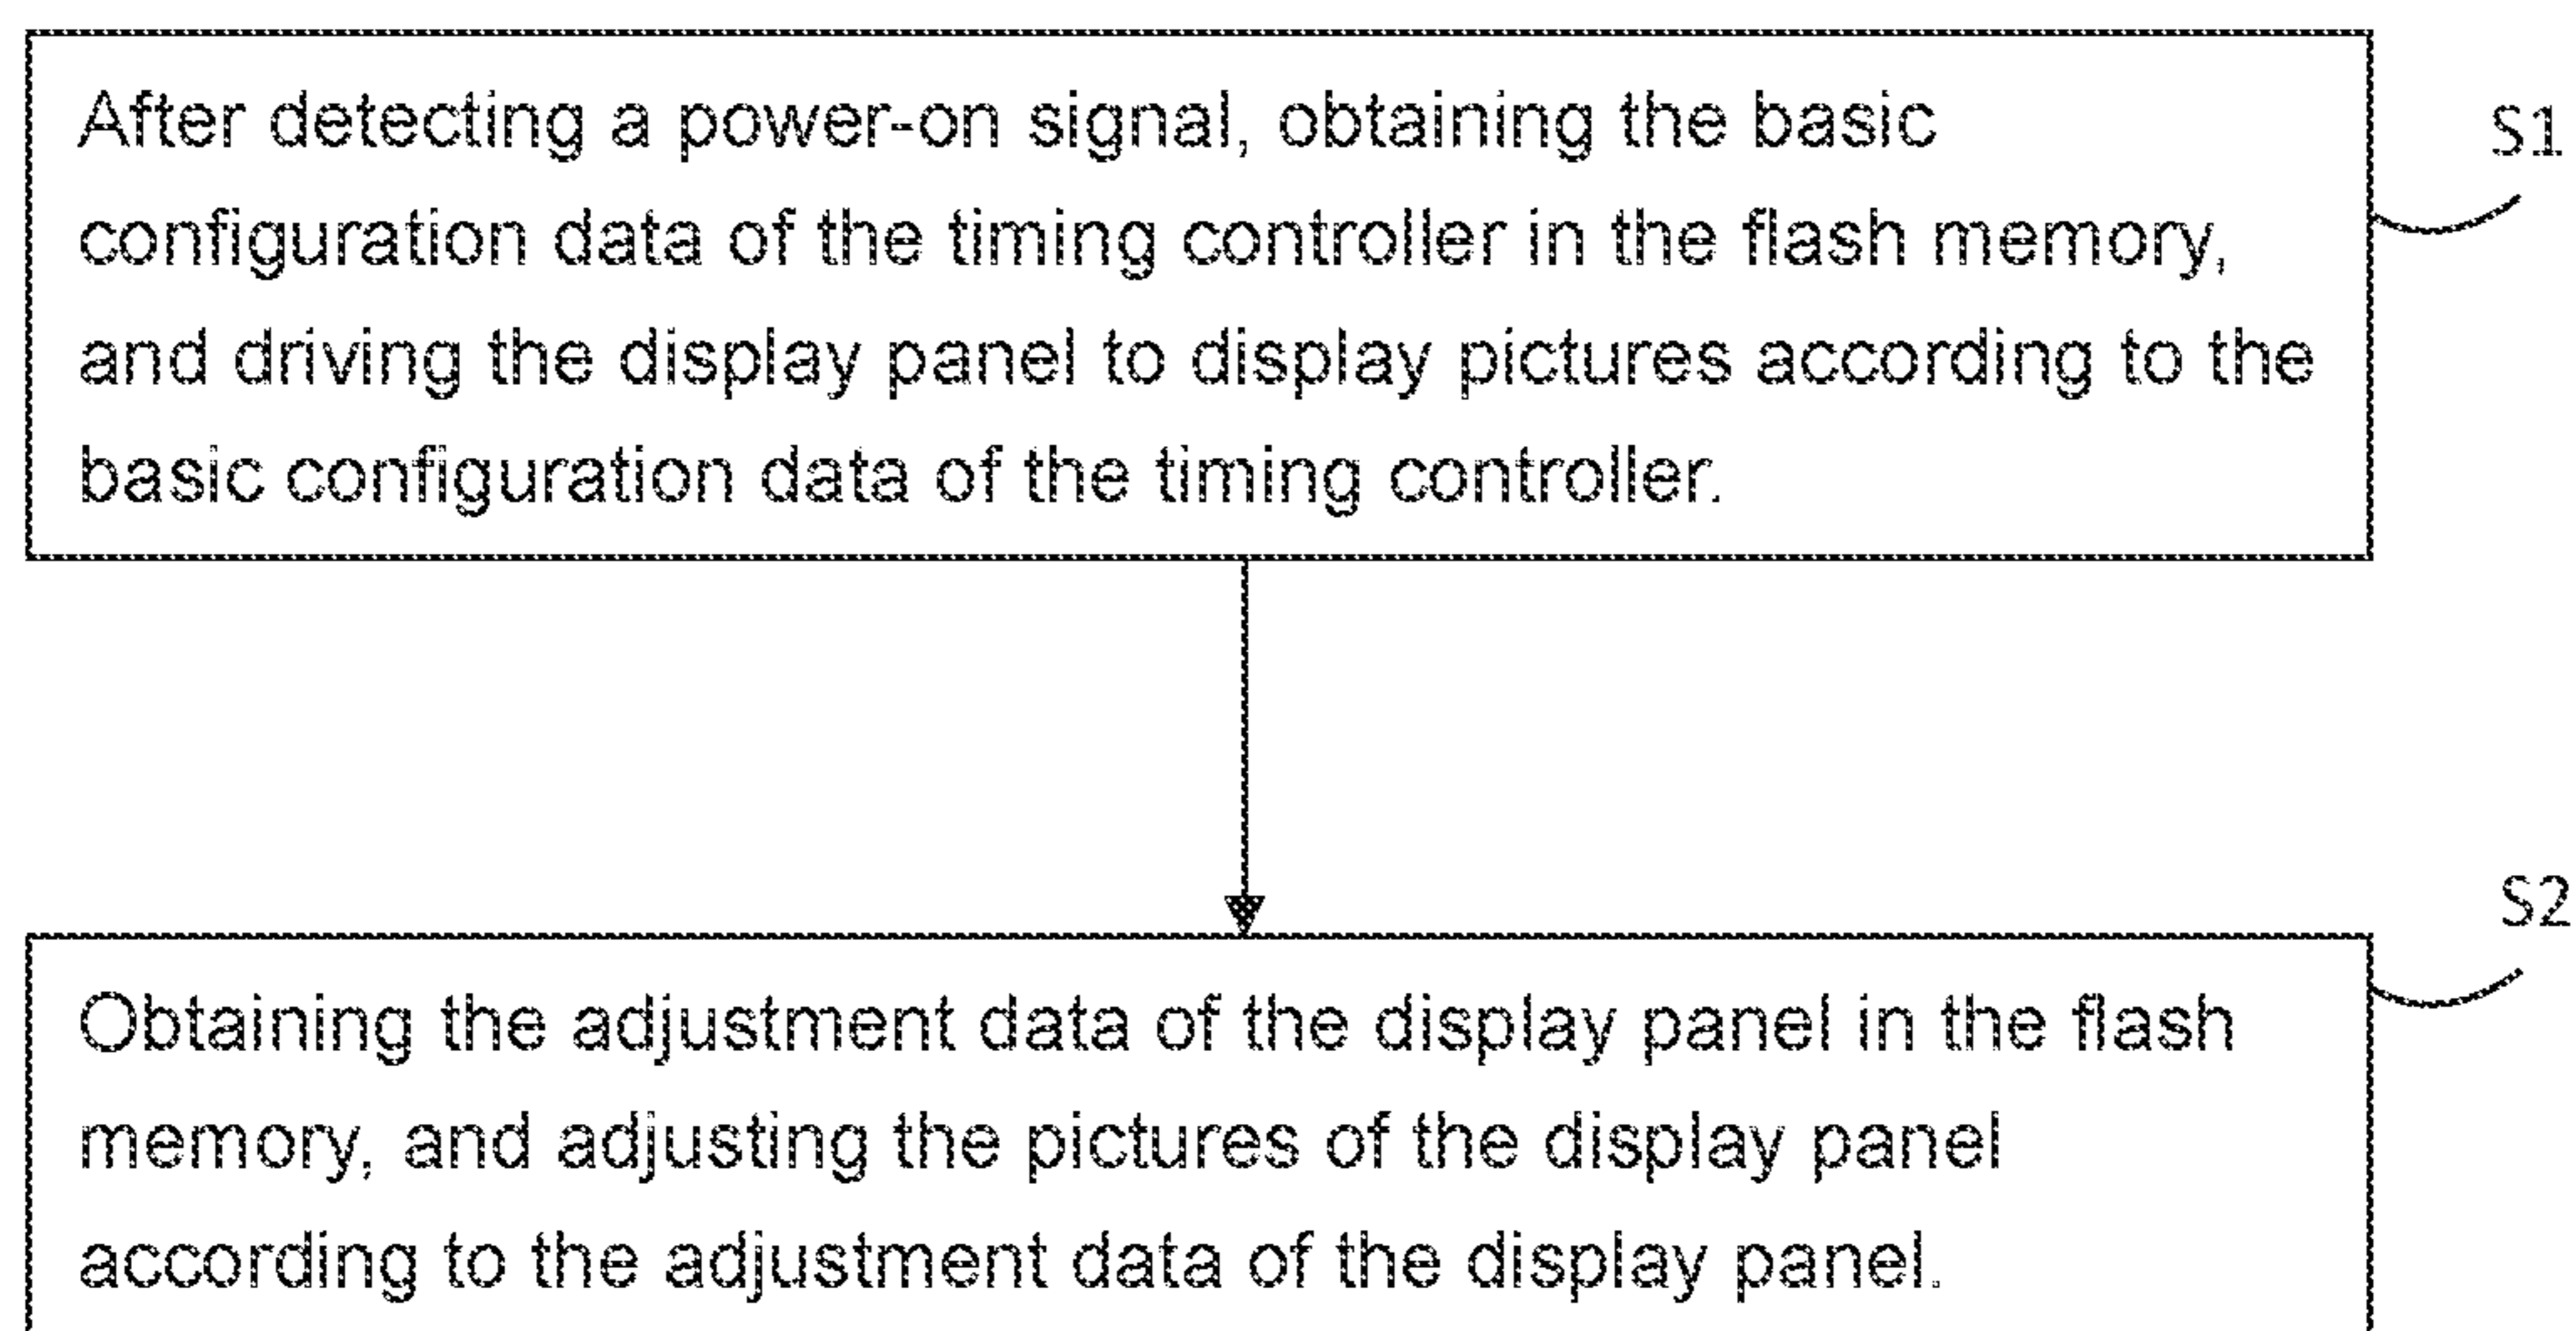 After detecting a power-on signal, obtaining the basic
S1
configuration data of the timing controller in the flash memory,
and driving the display panel to display pictures according to the
basic configuration data of the timing controller.
S2
Obtaining the adjustment data of the display panel in the flash
memory, and adjusting the pictures of the display panel
according to the adjustment data of the display panel.